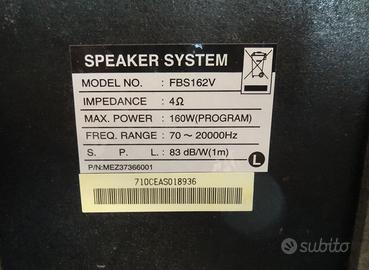 SPEAKER SYSTEM
MODEL NO. : FBS162V
IMPEDANCE : 4Ω
MAX. POWER : 160W(PROGRAM)
FREQ. RANGE : 70 ~ 20000Hz
S. P. L. : 83 dB/W(1m)
P/N:MEZ37366001
L
710CEAS018936
subito